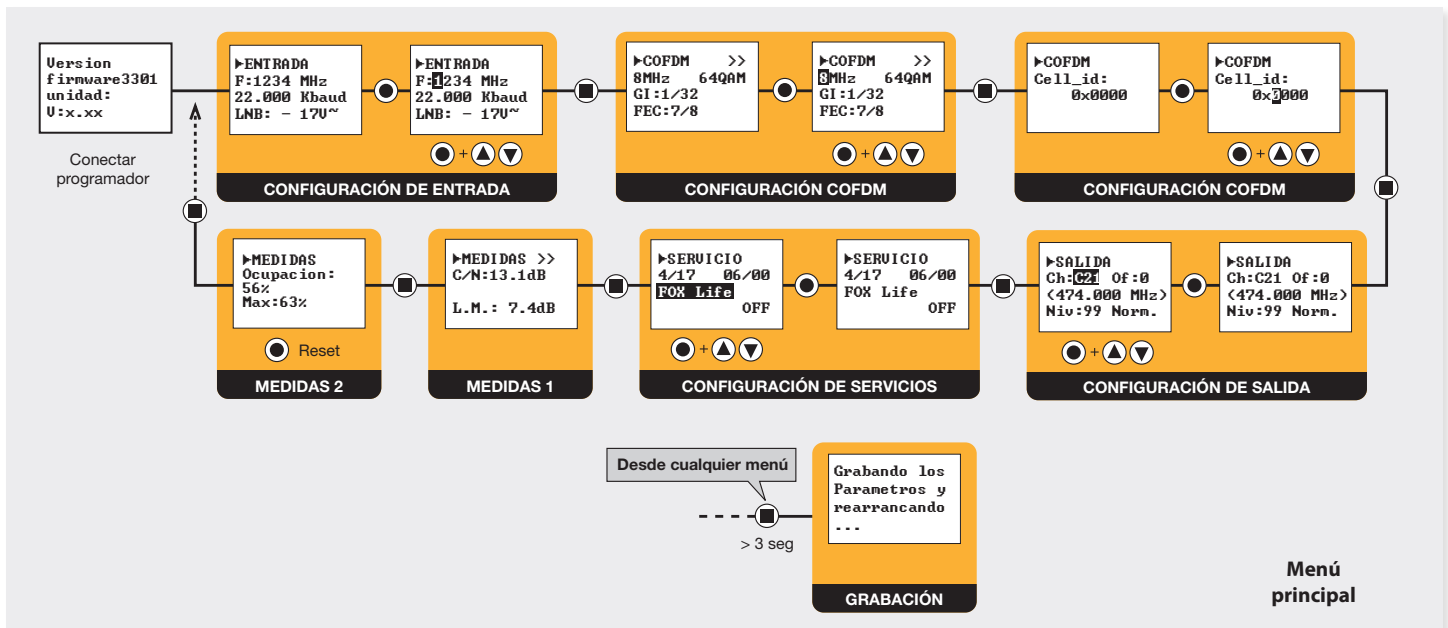 Version
firmware3301
unidad:
V:x.xx
Conectar
programador
▶ENTRADA
F:1234 MHz
22.000 Kbaud
LNB: - 17V~
▶ENTRADA
F:1234 MHz
22.000 Kbaud
LNB: - 17V~
+
CONFIGURACIÓN DE ENTRADA
▶COFDM >>
8MHz 64QAM
GI:1/32
FEC:7/8
▶COFDM >>
8MHz 64QAM
GI:1/32
FEC:7/8
+
CONFIGURACIÓN COFDM
▶COFDM
Cell_id:
0x0000
▶COFDM
Cell_id:
0x0000
+
CONFIGURACIÓN COFDM
▶MEDIDAS
Ocupacion:
56%
Max:63%
Reset
MEDIDAS 2
▶MEDIDAS >>
C/N:13.1dB
L.M.: 7.4dB
MEDIDAS 1
▶SERVICIO
4/17 06/00
FOX Life
OFF
+
▶SERVICIO
4/17 06/00
FOX Life
OFF
CONFIGURACIÓN DE SERVICIOS
▶SALIDA
Ch:C21 Of:0
(474.000 MHz)
Niv:99 Norm.
+
▶SALIDA
Ch:C21 Of:0
(474.000 MHz)
Niv:99 Norm.
CONFIGURACIÓN DE SALIDA
Desde cualquier menú
> 3 seg
Grabando los
Parametros y
rearrancando
...
GRABACIÓN
Menú
principal